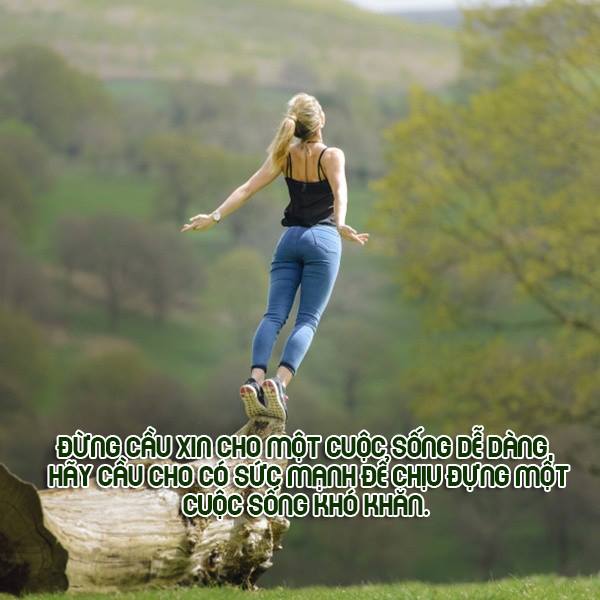 ĐỪNG CẦU XIN CHO MỘT CUỘC SỐNG DỄ DÀNG,
HÃY CẦU CHO CÓ SỨC MẠNH ĐỂ CHỊU ĐỰNG MỘT
CUỘC SỐNG KHÓ KHĂN.